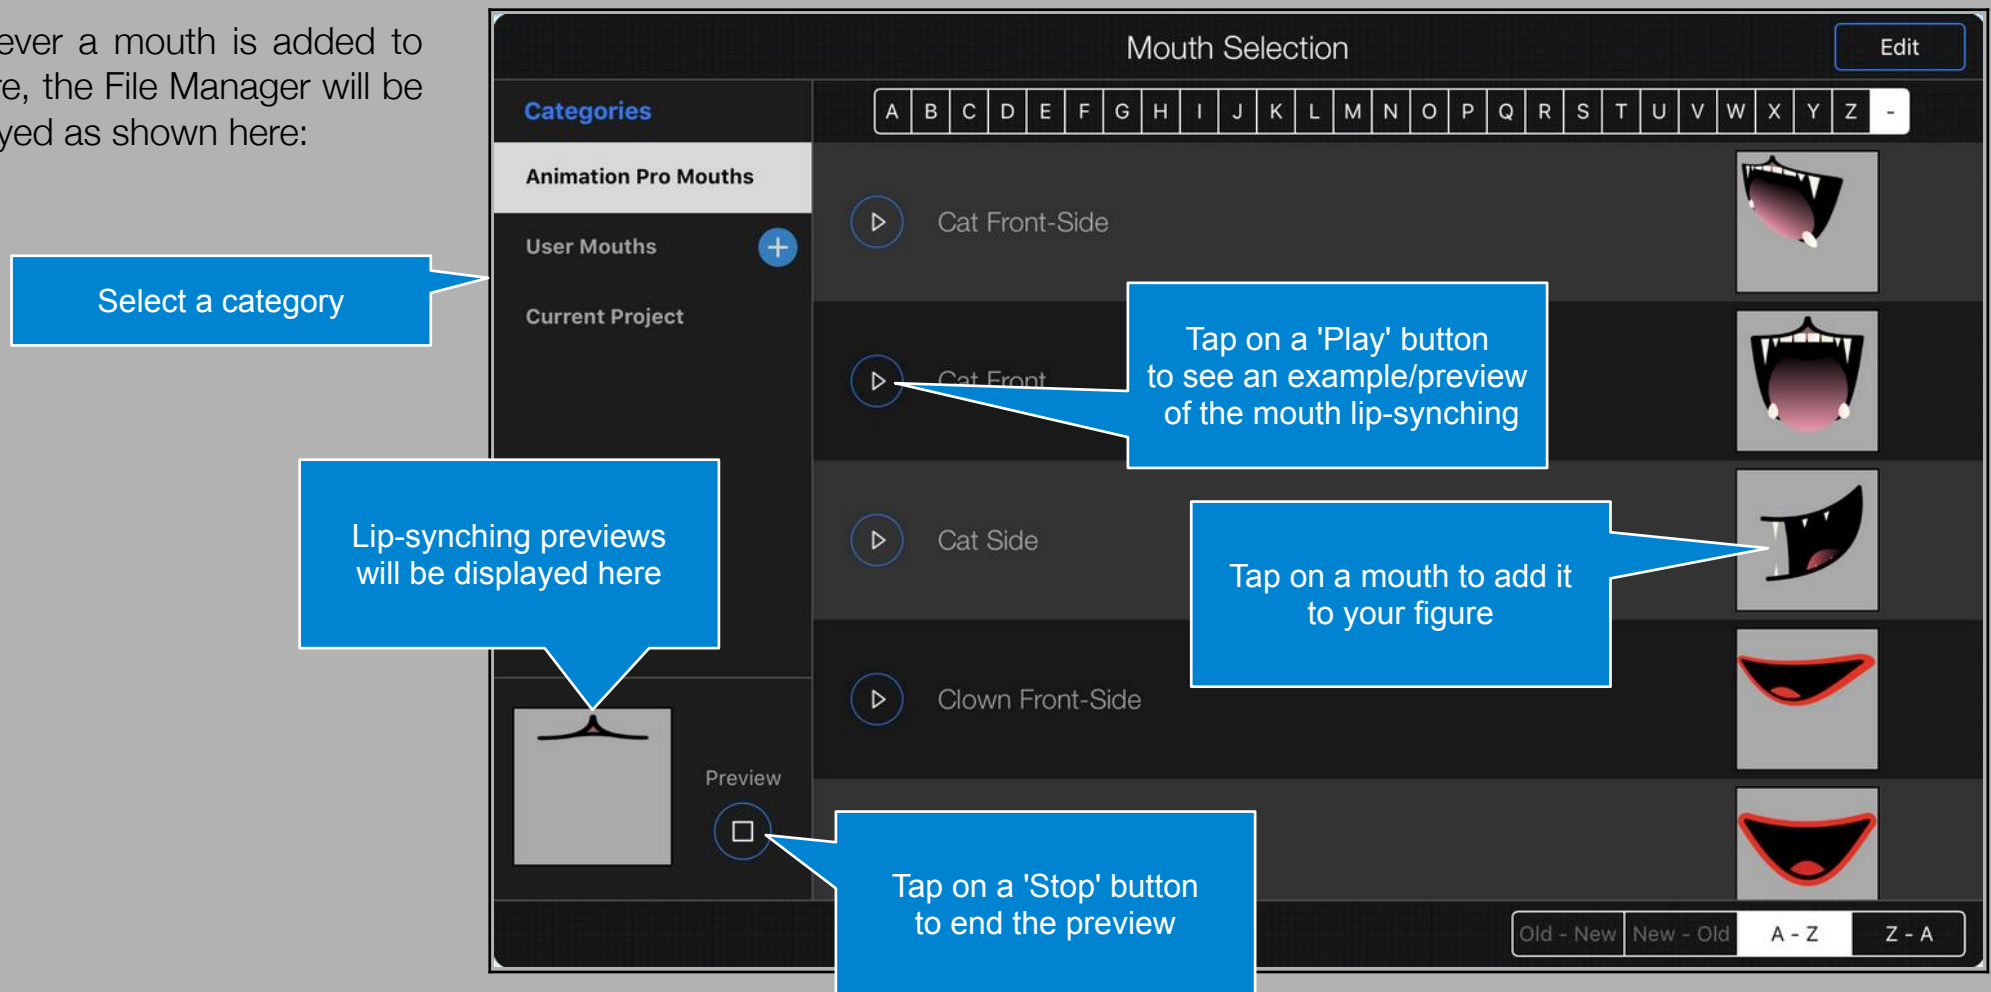 ever a mouth is added to
re, the File Manager will be
yed as shown here:
Mouth Selection
Edit
Categories
A B C D E F G H I J K L M N O P Q R S T U V W X Y Z -
Animation Pro Mouths
User Mouths
+
Current Project
Select a category
Cat Front-Side
Cat Front
Tap on a 'Play' button
to see an example/preview
of the mouth lip-synching
Lip-synching previews
will be displayed here
Cat Side
Tap on a mouth to add it
to your figure
Clown Front-Side
Preview
Tap on a 'Stop' button
to end the preview
Old - New New - Old A - Z Z - A